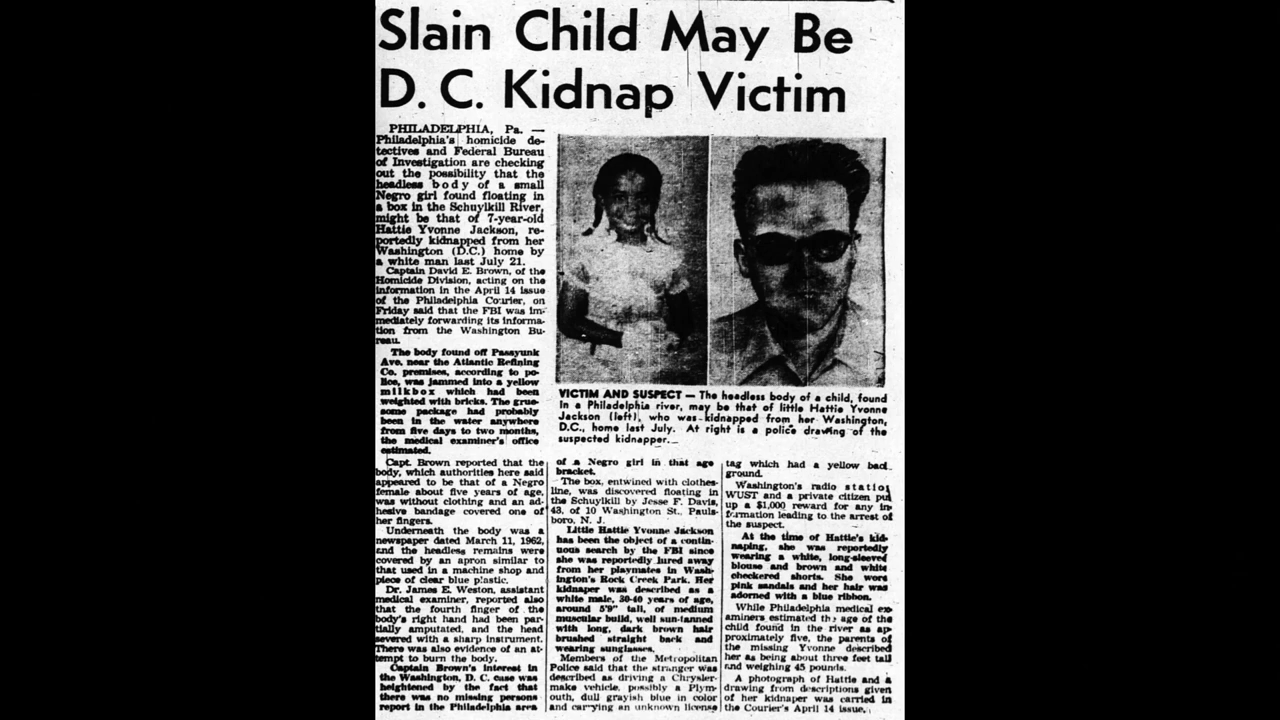 Slain Child May Be
D. C. Kidnap Victim
PHILADELPHIA, Pa. —
Philadelphia's homicide de-
tectives and Federal Bureau
of Investigation are checking
out the possibility that the
headless body of a small
Negro girl found floating in
a box in the Schuylkill River,
might be that of 7-year-old
Hattie Yvonne Jackson, re-
portedly kidnapped from her
Washington (D.C.) home by
a white man last July 21.
Captain David E. Brown, of the
Homicide Division, acting on the
information in the April 14 issue
of the Philadelphia Courier, on
Friday said that the FBI was im-
mediately forwarding its informa-
tion from the Washington Bu-
reau.
The body found off Passyunk
Ave. near the Atlantic Refining
Co. premises, according to po-
lice, was jammed into a yellow
milkbox which had been
weighted with bricks. The grue-
some package had probably
been in the water anywhere
from five days to two months,
the medical examiner's office
estimated.
Capt. Brown reported that the
body, which authorities here said
appeared to be that of a Negro
female about five years of age,
was without clothing and an ad-
hesive bandage covered one of
her fingers.
Underneath the body was a
newspaper dated March 11, 1962,
and the headless remains were
covered by an apron similar to
that used in a machine shop and
piece of clear blue plastic.
Dr. James E. Weston, assistant
medical examiner, reported also
that the fourth finger of the
body's right hand had been par-
tially amputated, and the head
severed with a sharp instrument.
There was also evidence of an at-
tempt to burn the body.
Captain Brown's interest in
the Washington, D. C. case was
heightened by the fact that
there was no missing persons
report in the Philadelphia area
VICTIM AND SUSPECT — The headless body of a child, found
in a Philadelphia river, may be that of little Hattie Yvonne
Jackson (left), who was kidnapped from her Washington,
D.C., home last July. At right is a police drawing of the
suspected kidnapper.
of a Negro girl in that age
bracket.
The box, entwined with clothes-
line, was discovered floating in
the Schuylkill by Jesse F. Davis,
43, of 10 Washington St., Pauls-
boro, N. J.
Little Hattie Yvonne Jackson
has been the object of a contin-
uous search by the FBI since
she was reportedly lured away
from her playmates in Wash-
ington's Rock Creek Park. Her
kidnaper was described as a
white male, 30-40 years of age,
around 5'9" tall, of medium
muscular build, well sun-tanned
with long, dark brown hair
brushed straight back and
wearing sunglasses.
Members of the Metropolitan
Police said that the stranger was
described as driving a Chrysler-
make vehicle, possibly a Plym-
outh, dull grayish blue in color
and carrying an unknown license
tag which had a yellow back-
ground.
Washington's radio station
WUST and a private citizen put
up a $1,000 reward for any in-
formation leading to the arrest of
the suspect.
At the time of Hattie's kid-
naping, she was reportedly
wearing a white, long-sleeved
blouse and brown and white
checkered shorts. She wore
pink sandals and her hair was
adorned with a blue ribbon.
While Philadelphia medical ex-
aminers estimated the age of the
child found in the river as ap-
proximately five, the parents of
the missing Yvonne described
her as being about three feet tall
and weighing 45 pounds.
A photograph of Hattie and a
drawing from descriptions given
of her kidnaper was carried in
the Courier's April 14 issue.